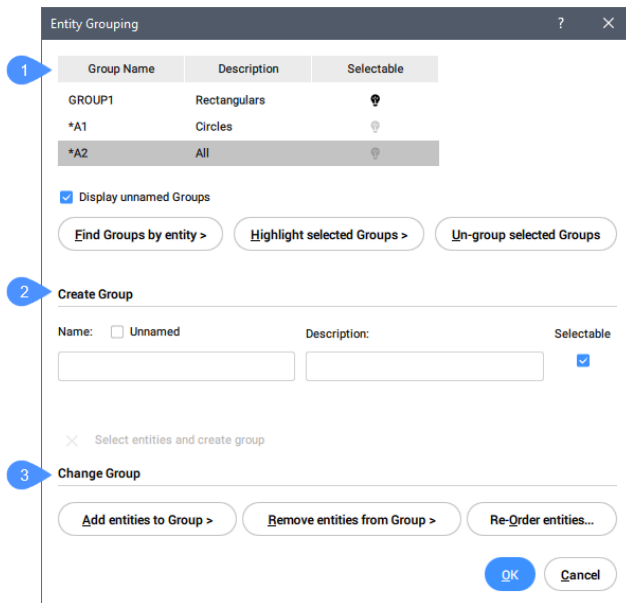 Entity Grouping ? ×
1 Group Name Description Selectable
GROUP1 Rectangulars
*A1 Circles
*A2 All
Display unnamed Groups
Find Groups by entity > Highlight selected Groups > Un-group selected Groups
2 Create Group
Name: Unnamed Description: Selectable
Select entities and create group
3 Change Group
Add entities to Group > Remove entities from Group > Re-Order entities...
OK Cancel